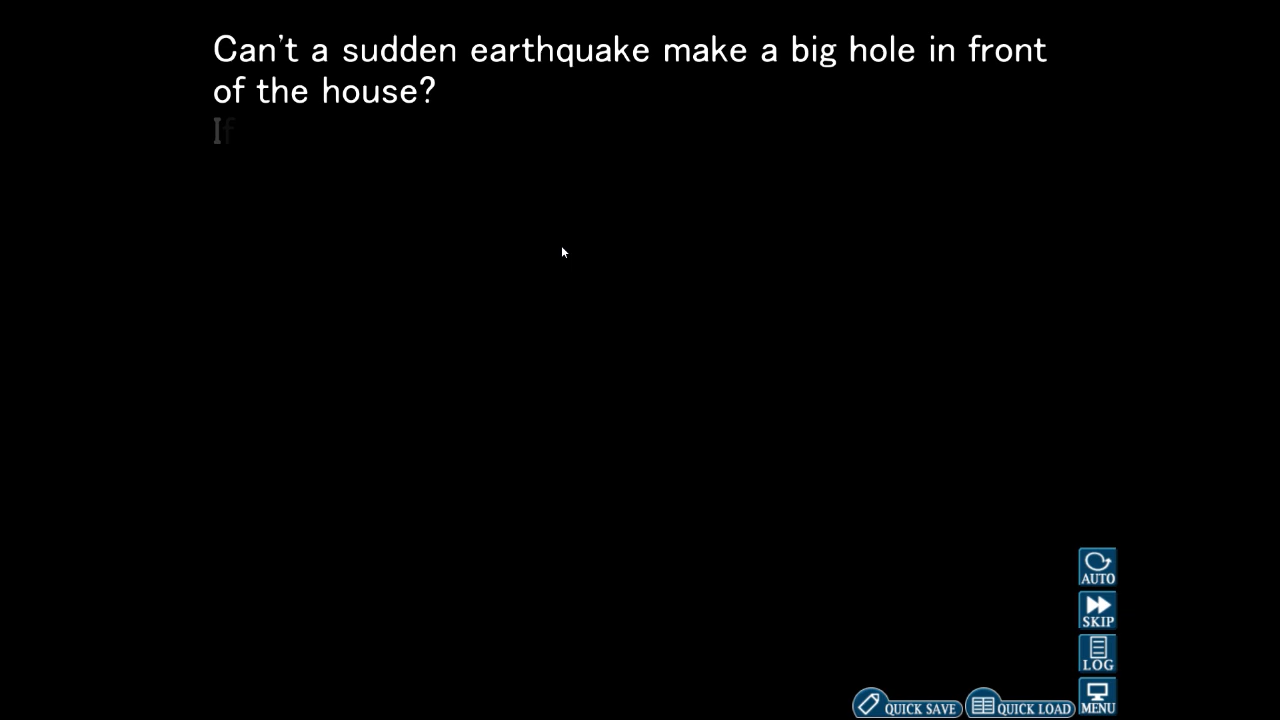 Can't a sudden earthquake make a big hole in front
of the house?
If
AUTO
SKIP
LOG
MENU
QUICK SAVE
QUICK LOAD